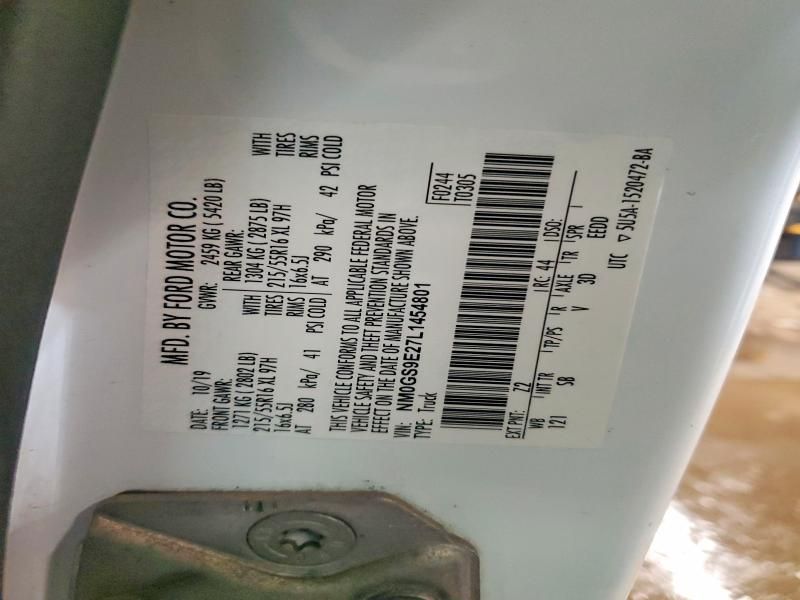 MFD. BY FORD MOTOR CO.
DATE: 10/19 GVWR: 2459 KG ( 5420 LB)
FRONT GAWR: REAR GAWR:
1271 KG ( 2802 LB) WITH 1304 KG ( 2875 LB) WITH
215/55R16 XL 97H TIRES 215/55R16 XL 97H TIRES
16x6.5J RIMS 16x6.5J RIMS
AT 280 kPa/ 41 PSI COLD AT 290 kPa/ 42 PSI COLD
THIS VEHICLE CONFORMS TO ALL APPLICABLE FEDERAL MOTOR
VEHICLE SAFETY AND THEFT PREVENTION STANDARDS IN
EFFECT ON THE DATE OF MANUFACTURE SHOWN ABOVE.
VIN: NM0GS9E27L1454801
TYPE: Truck
F0244
T0305
EXT PNT: Z2 RC: 44 DSO:
WB INT TR TP/PS R AXLE TR SPR
121 SB V 3D EEDD
UTC ▽ 5U5A-1520472-BA